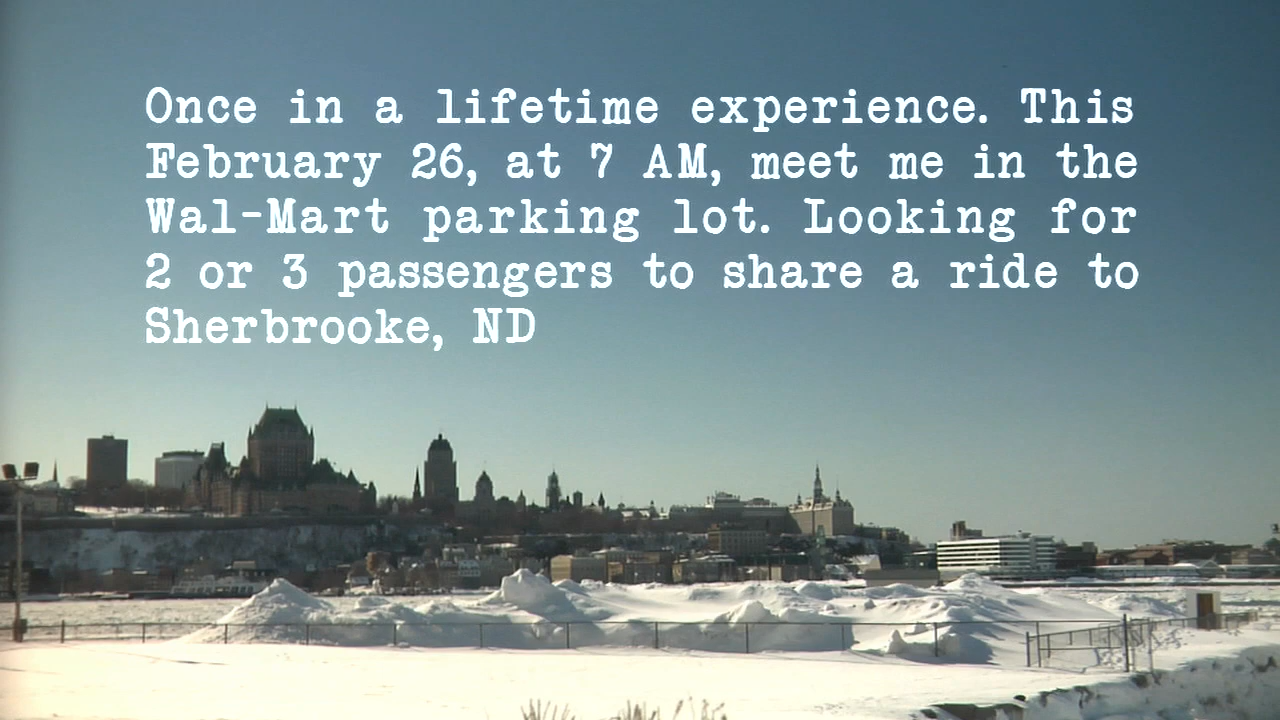 Once in a lifetime experience. This
February 26, at 7 AM, meet me in the
Wal-Mart parking lot. Looking for
2 or 3 passengers to share a ride to
Sherbrooke, ND